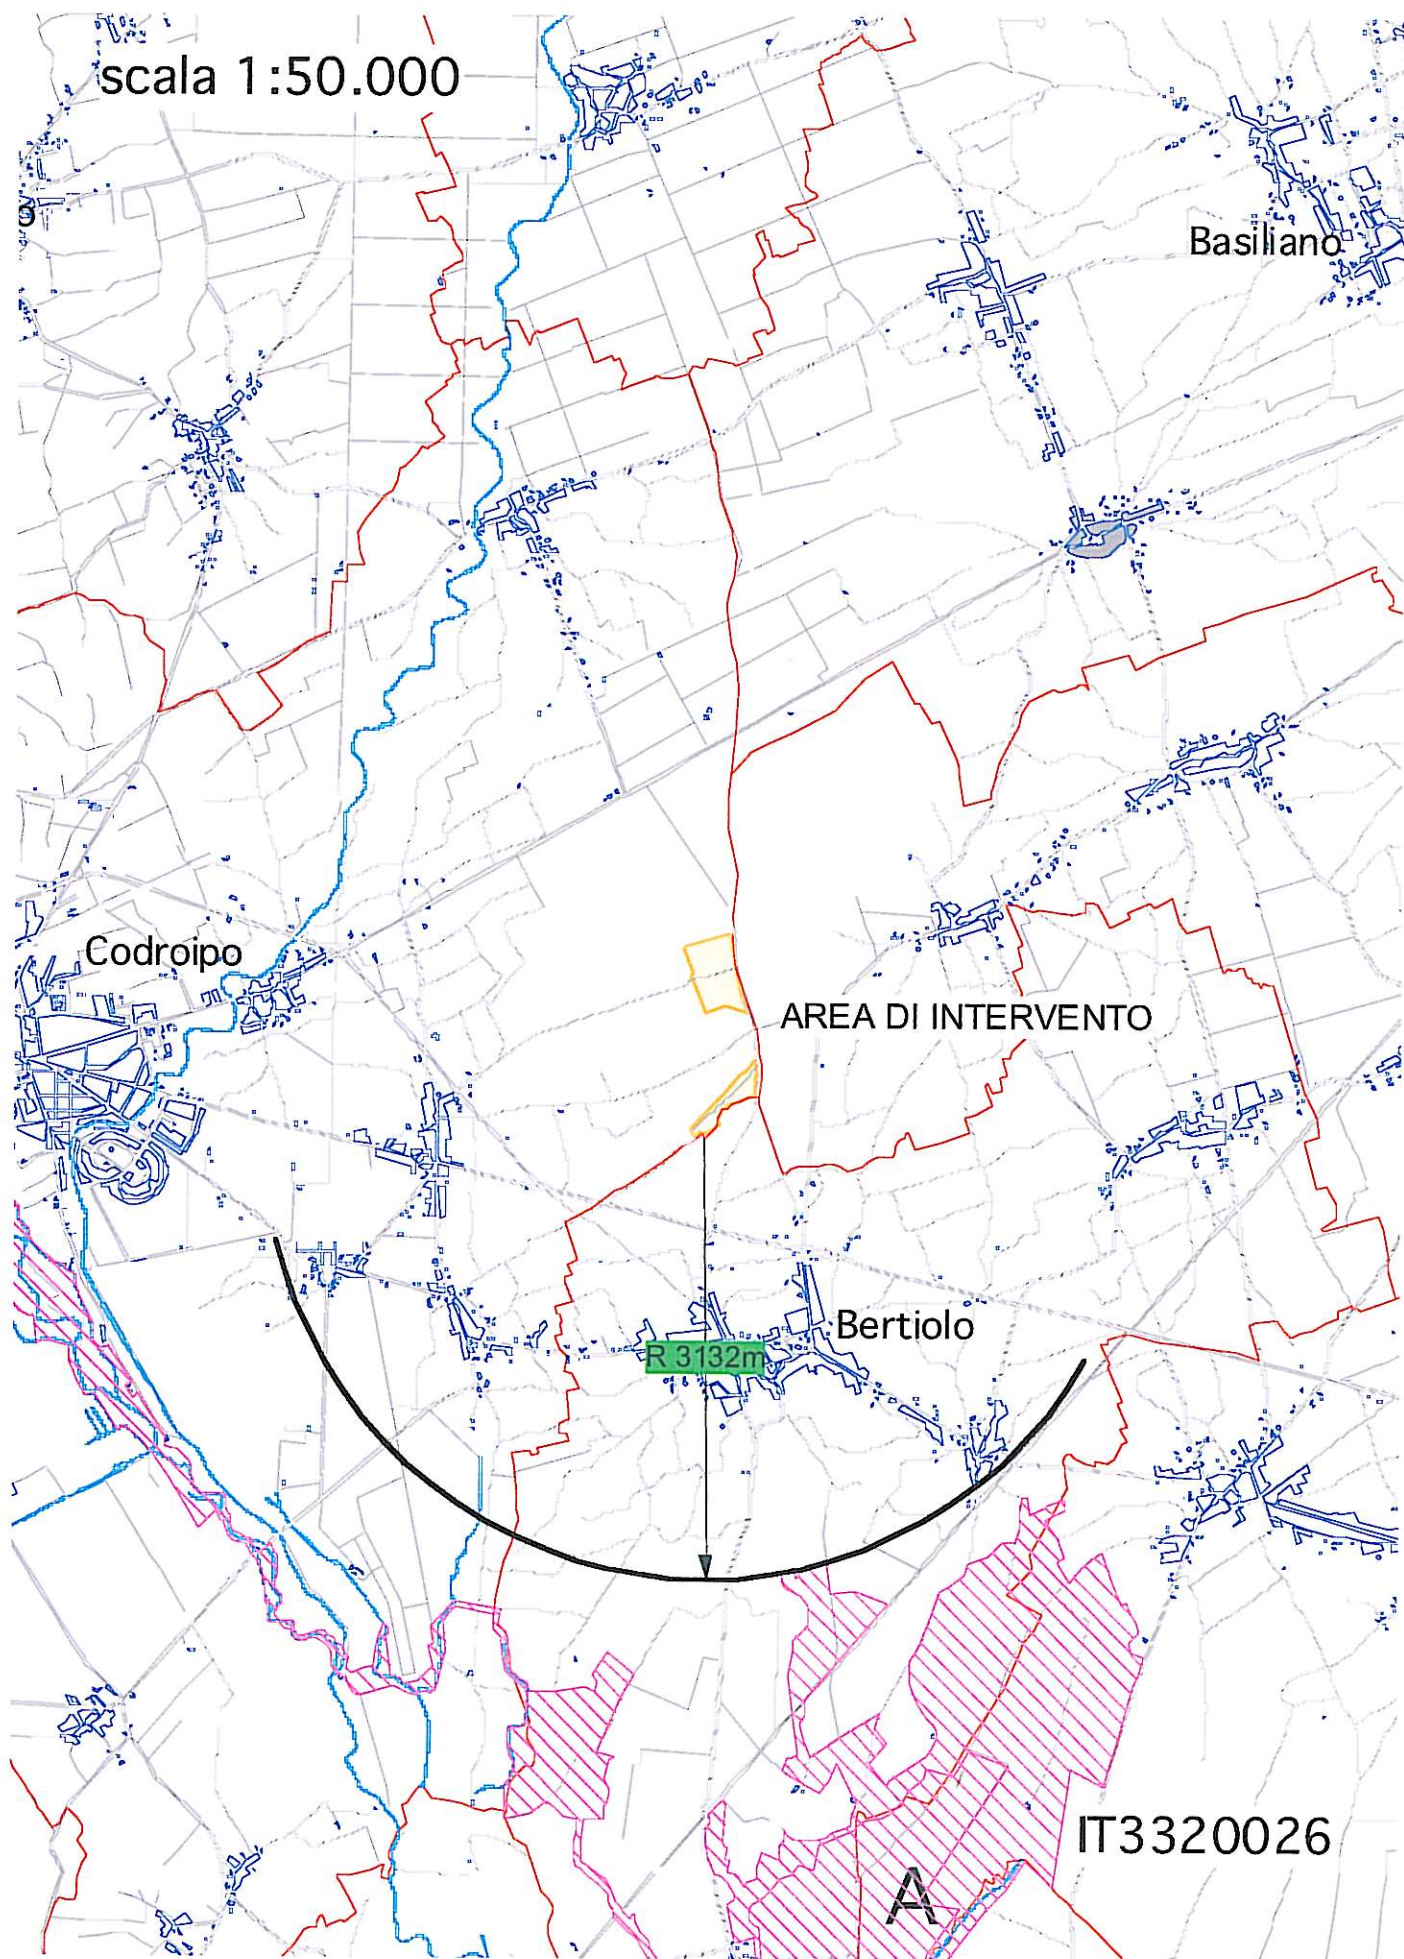 scala 1:50.000
o
Basiliano
Codroipo
AREA DI INTERVENTO
Bertiolo
R 3132m
IT3320026
A